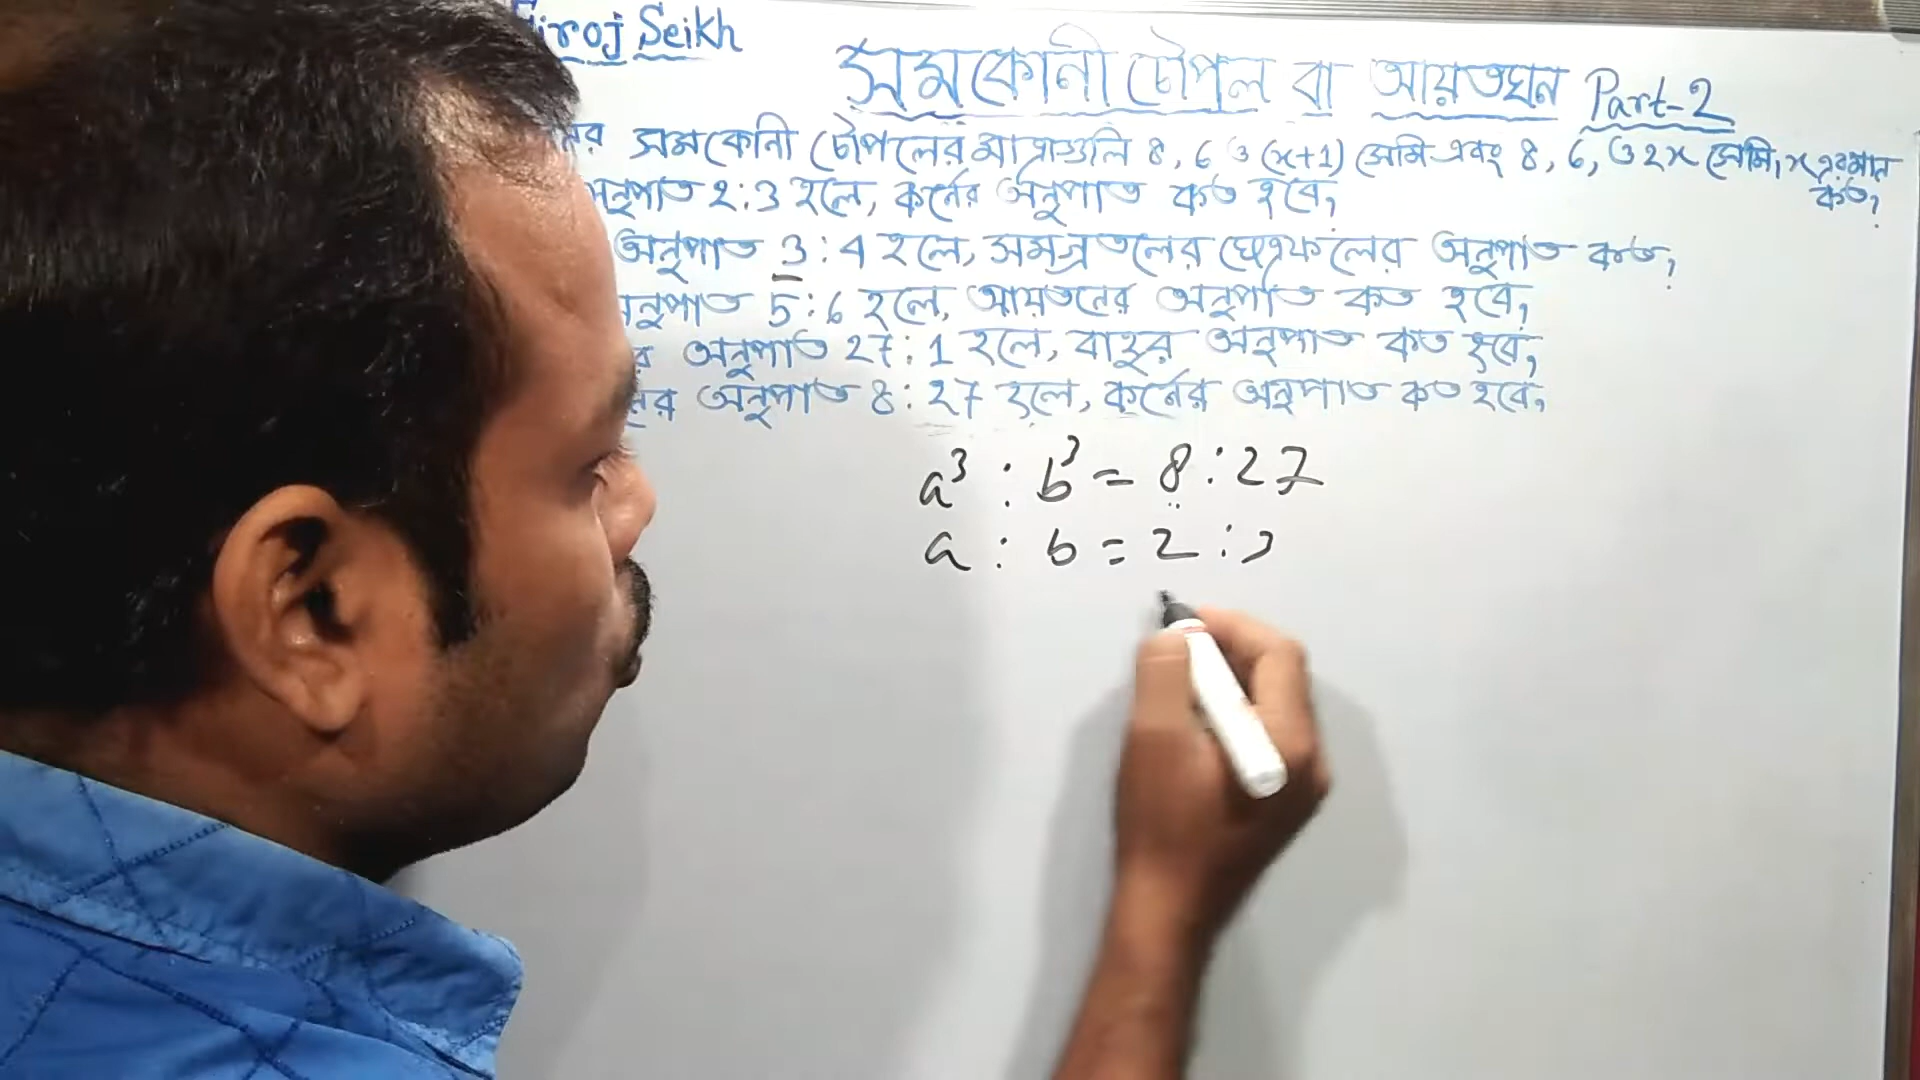 Siroj Seikh
সমকোনী চৌপল বা আয়তঘন Part-2
সমকোনী চৌপলের মাত্রাগুলি 8, 6 ও (x+1) সেমি এবং 8, 6, ও 2x সেমি, x এর মান কত,
অনুপাত 2:3 হলে, কর্নের অনুপাত কত হবে,
অনুপাত 3:4 হলে, সমগ্রতলের ক্ষেত্রফলের অনুপাত কত,
অনুপাত 5:6 হলে, আয়তনের অনুপাত কত হবে,
র অনুপাত 27:1 হলে, বাহুর অনুপাত কত হবে,
নের অনুপাত 8:27 হলে, কর্নের অনুপাত কত হবে,
a³ : b³ = 8 : 27
a : b = 2 : 3